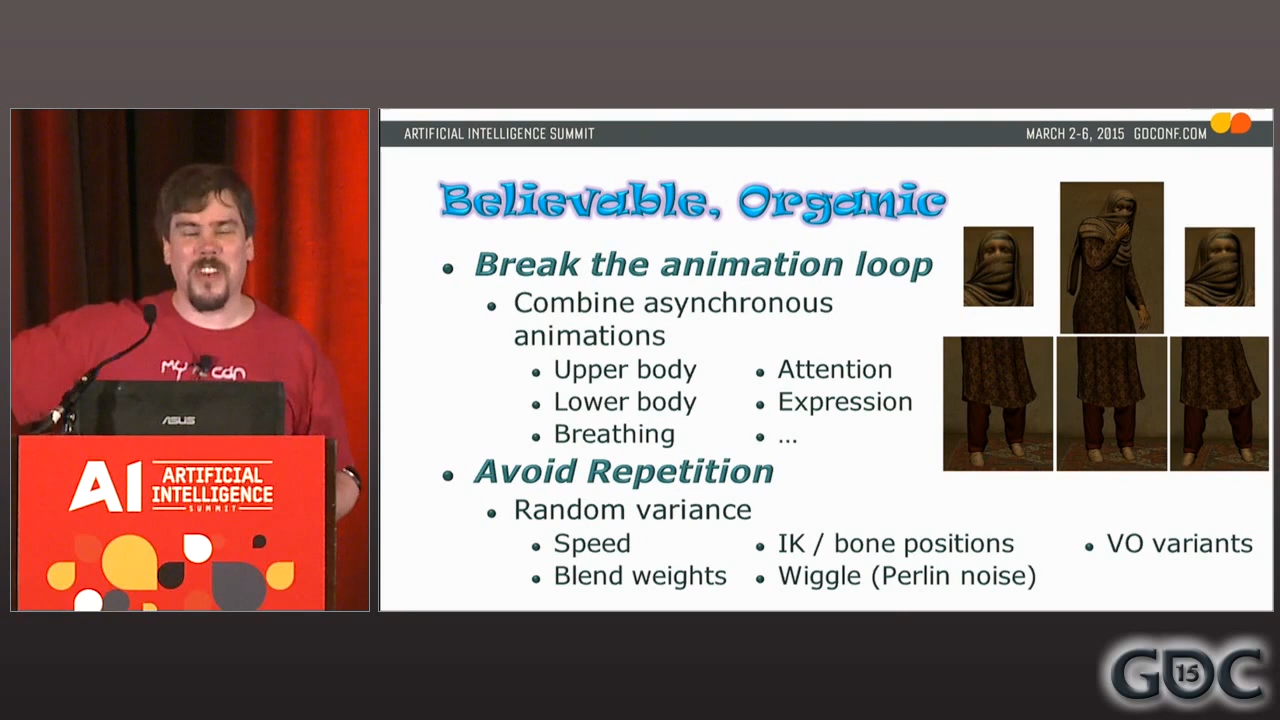 ARTIFICIAL INTELLIGENCE SUMMIT
MARCH 2-6, 2015 GDCONF.COM
Believable, Organic
• Break the animation loop
• Combine asynchronous
animations
• Upper body
• Attention
• Lower body
• Expression
• Breathing
• ...
• Avoid Repetition
• Random variance
• Speed
• IK / bone positions
• VO variants
• Blend weights
• Wiggle (Perlin noise)
ASUS
AI ARTIFICIAL
INTELLIGENCE
SUMMIT
GDC 15